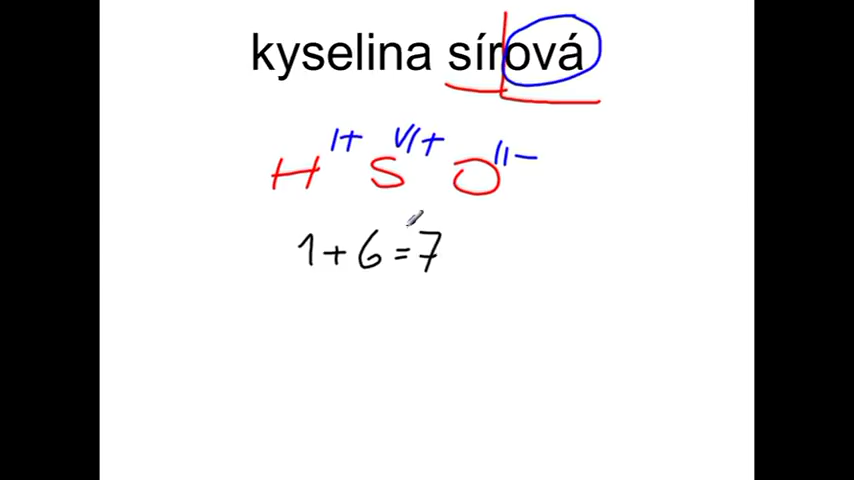 kyselina sírová
H I+ S VI+ O II-
1+6=7